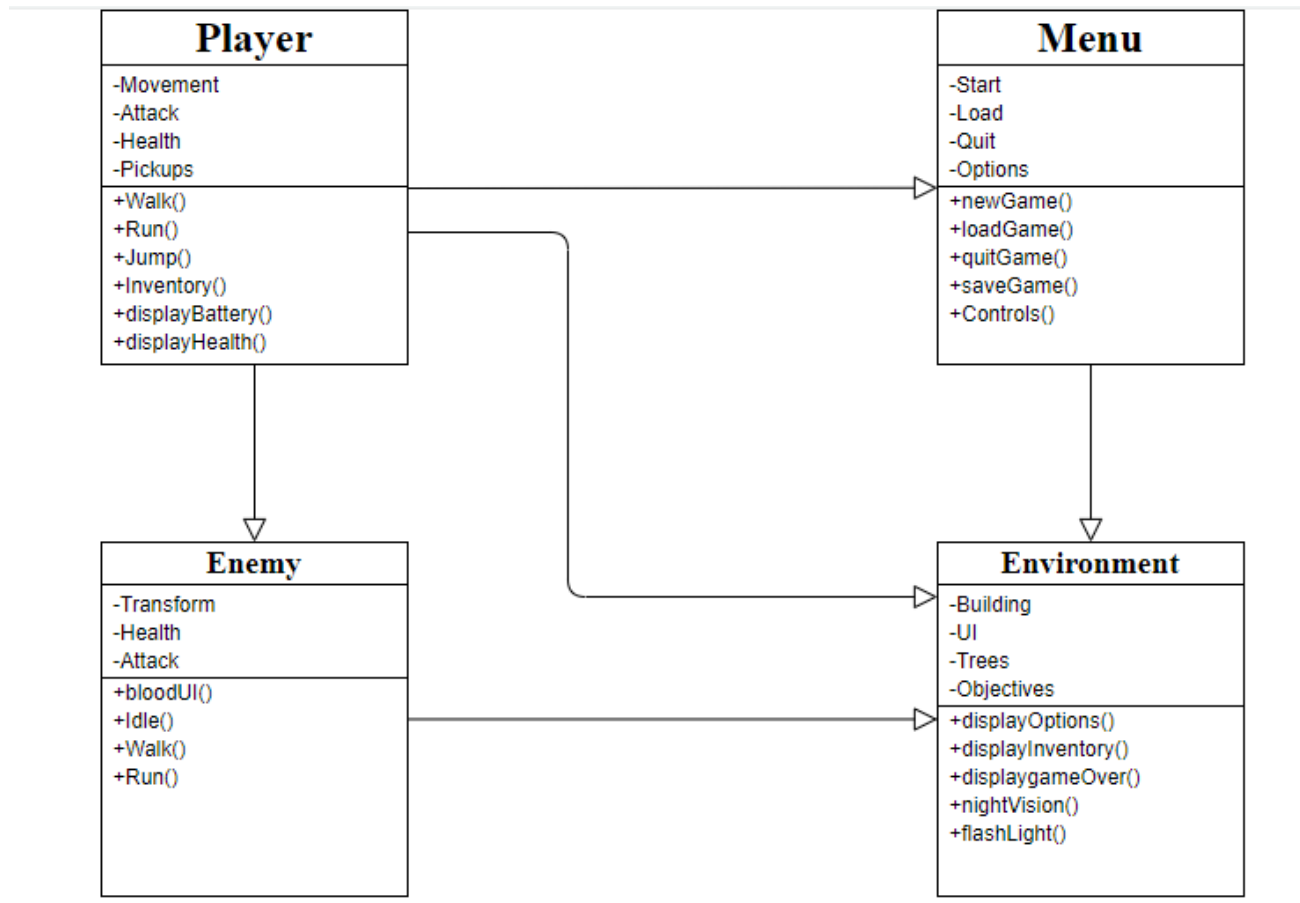 Player
-Movement
-Attack
-Health
-Pickups
+Walk()
+Run()
+Jump()
+Inventory()
+displayBattery()
+displayHealth()
Menu
-Start
-Load
-Quit
-Options
+newGame()
+loadGame()
+quitGame()
+saveGame()
+Controls()
Enemy
-Transform
-Health
-Attack
+bloodUI()
+Idle()
+Walk()
+Run()
Environment
-Building
-UI
-Trees
-Objectives
+displayOptions()
+displayInventory()
+displaygameOver()
+nightVision()
+flashLight()